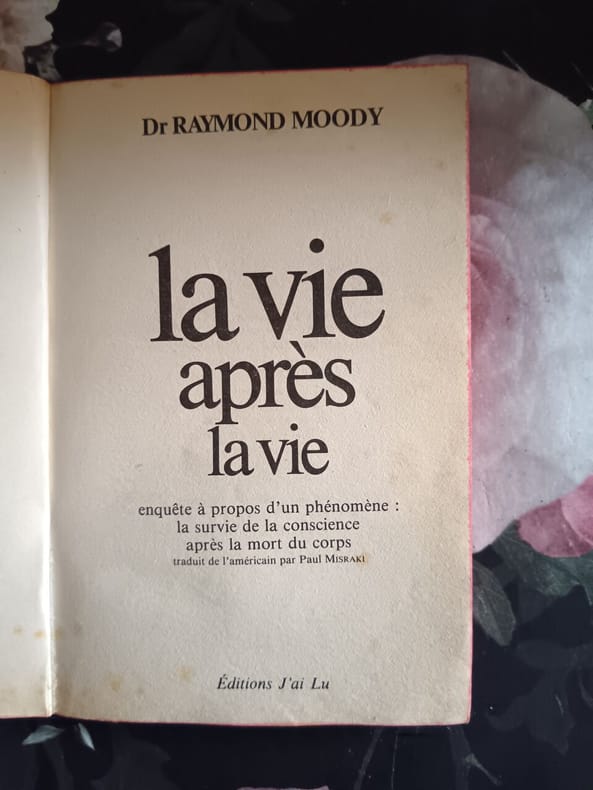 Dr RAYMOND MOODY
la vie
après
la vie
enquête à propos d'un phénomène :
la survie de la conscience
après la mort du corps
traduit de l'américain par Paul MISRAKI
Éditions J'ai Lu